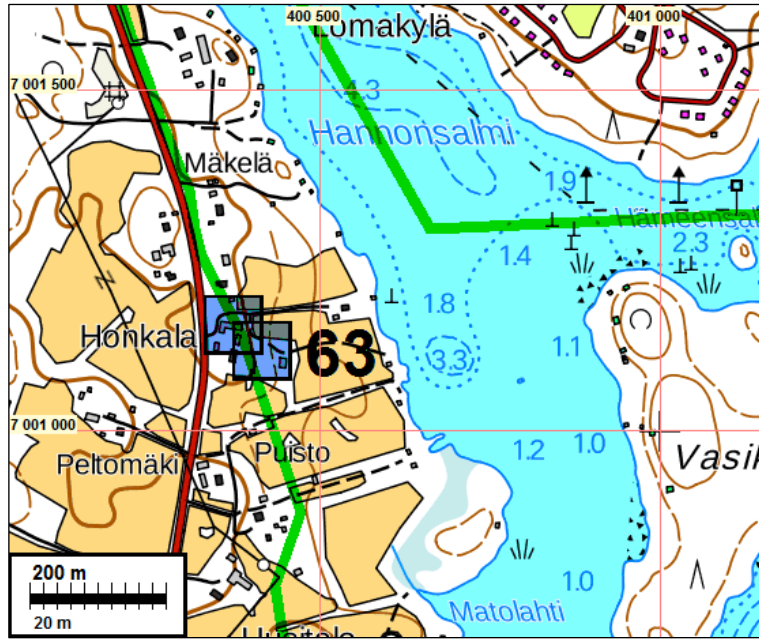 400 500
401 000
Lomakylä
7 001 500
4.3
Hannonsalmi
Mäkelä
1.9
Hämeensal
1.4
2.3
1.8
Honkala
63
3.3
1.1
7 001 000
Puisto
1.2
1.0
Peltomäki
Vasik
200 m
20 m
1.0
Matolahti